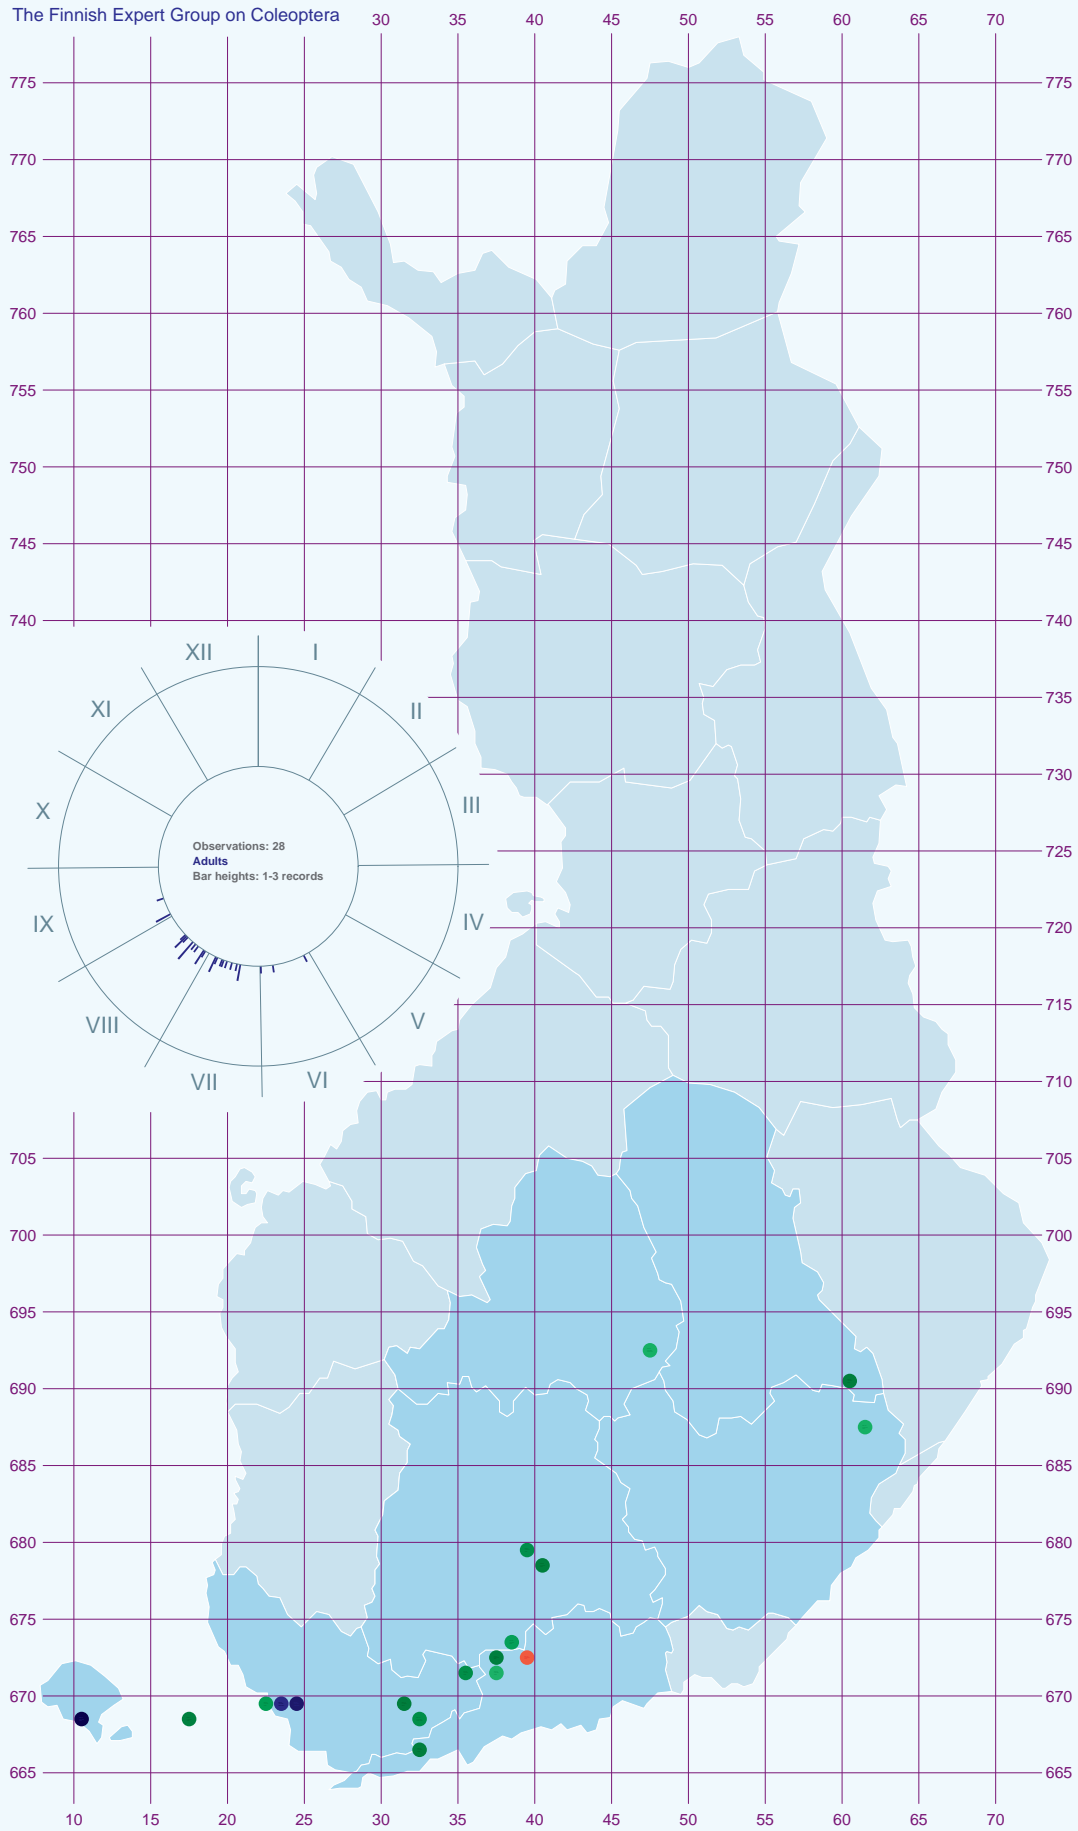 The Finnish Expert Group on Coleoptera
30 35 40 45 50 55 60 65 70
775 775
770 770
765 765
760 760
755 755
750 750
745 745
740 740
XII I
XI II
735
730
X III
725
Observations: 28
Adults
Bar heights: 1-3 records
IX IV
720
715
VIII V
VII VI
710
705 705
700 700
695 695
690 690
685 685
680 680
675 675
670 670
665 665
10 15 20 25 30 35 40 45 50 55 60 65 70